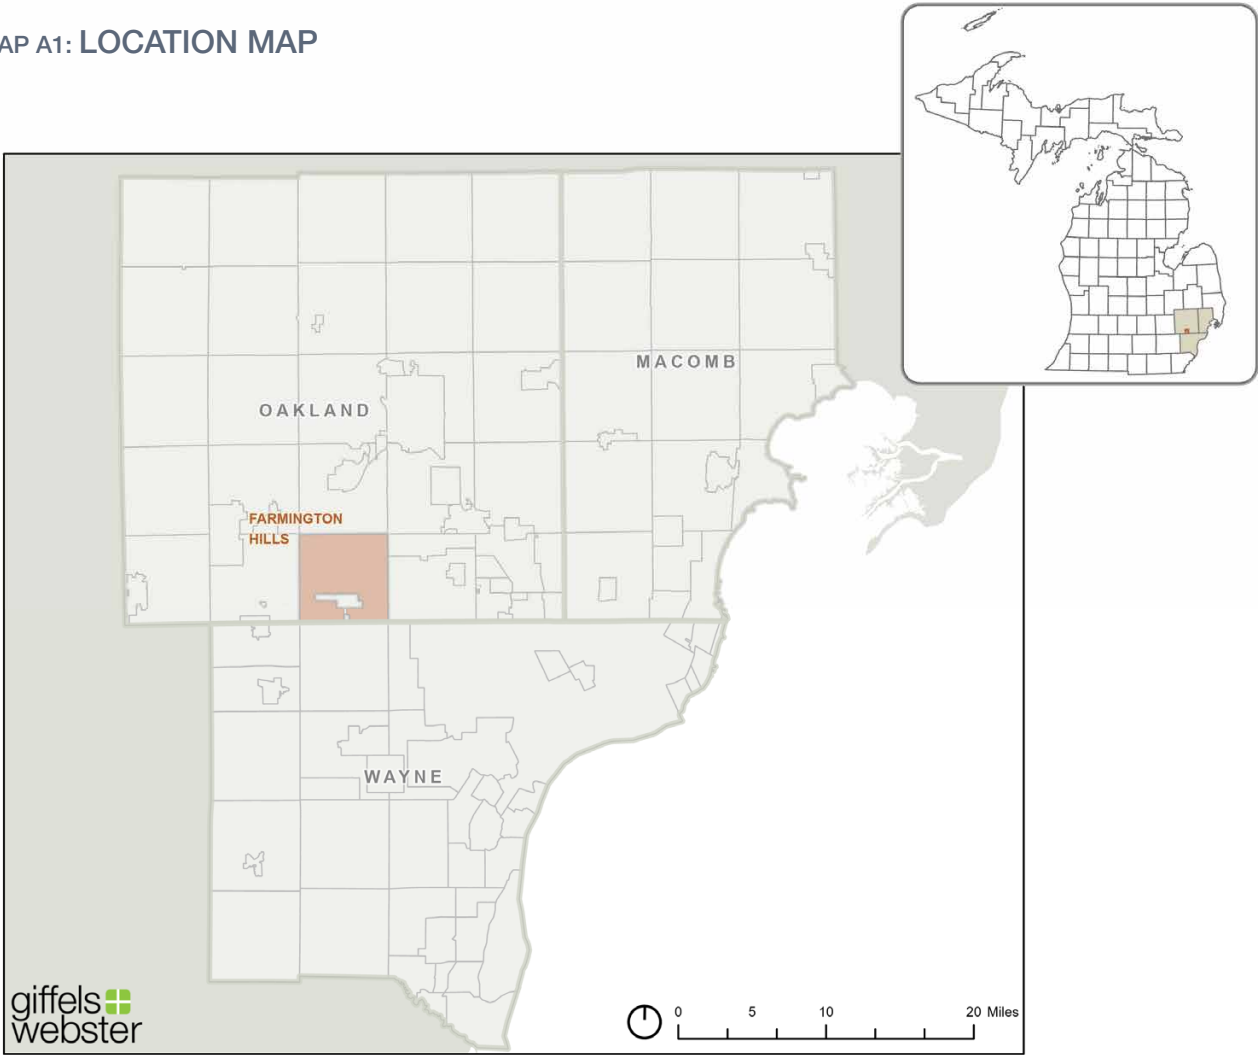 AP A1: LOCATION MAP
MACOMB
OAKLAND
FARMINGTON
HILLS
WAYNE
giffels
webster
0 5 10 20 Miles